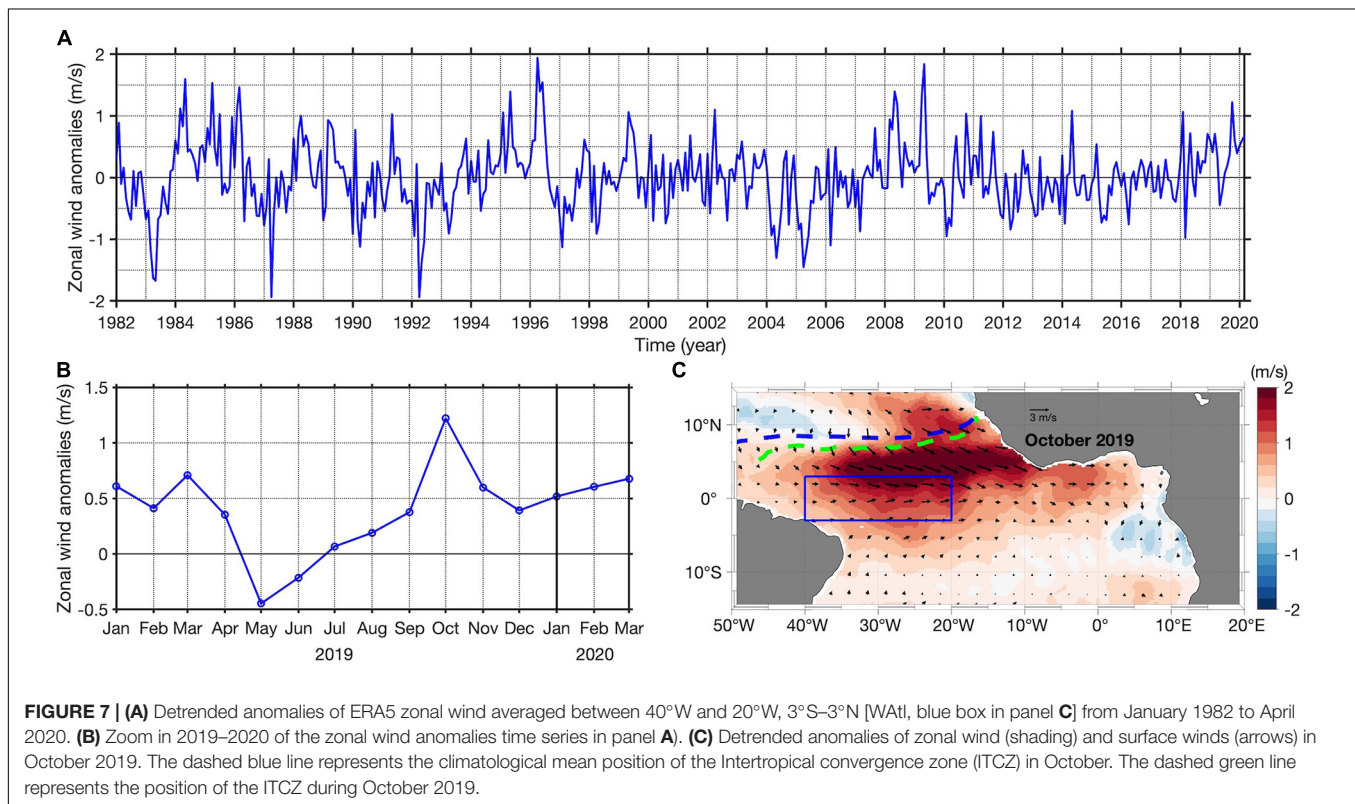 A
Zonal wind anomalies (m/s)
2
1
0
-1
-2
1982 1984 1986 1988 1990 1992 1994 1996 1998 2000 2002 2004 2006 2008 2010 2012 2014 2016 2018 2020
Time (year)
B
Zonal wind anomalies (m/s)
1.5
1
0.5
0
-0.5
Jan Feb Mar Apr May Jun Jul Aug Sep Oct Nov Dec Jan Feb Mar
2019 2020
C
(m/s)
10°N
0°
10°S
3 m/s
October 2019
50°W 40°W 30°W 20°W 10°W 0° 10°E 20°E
2
1
0
-1
-2
FIGURE 7 | (A) Detrended anomalies of ERA5 zonal wind averaged between 40°W and 20°W, 3°S–3°N [WAtl, blue box in panel C] from January 1982 to April
2020. (B) Zoom in 2019–2020 of the zonal wind anomalies time series in panel A). (C) Detrended anomalies of zonal wind (shading) and surface winds (arrows) in
October 2019. The dashed blue line represents the climatological mean position of the Intertropical convergence zone (ITCZ) in October. The dashed green line
represents the position of the ITCZ during October 2019.